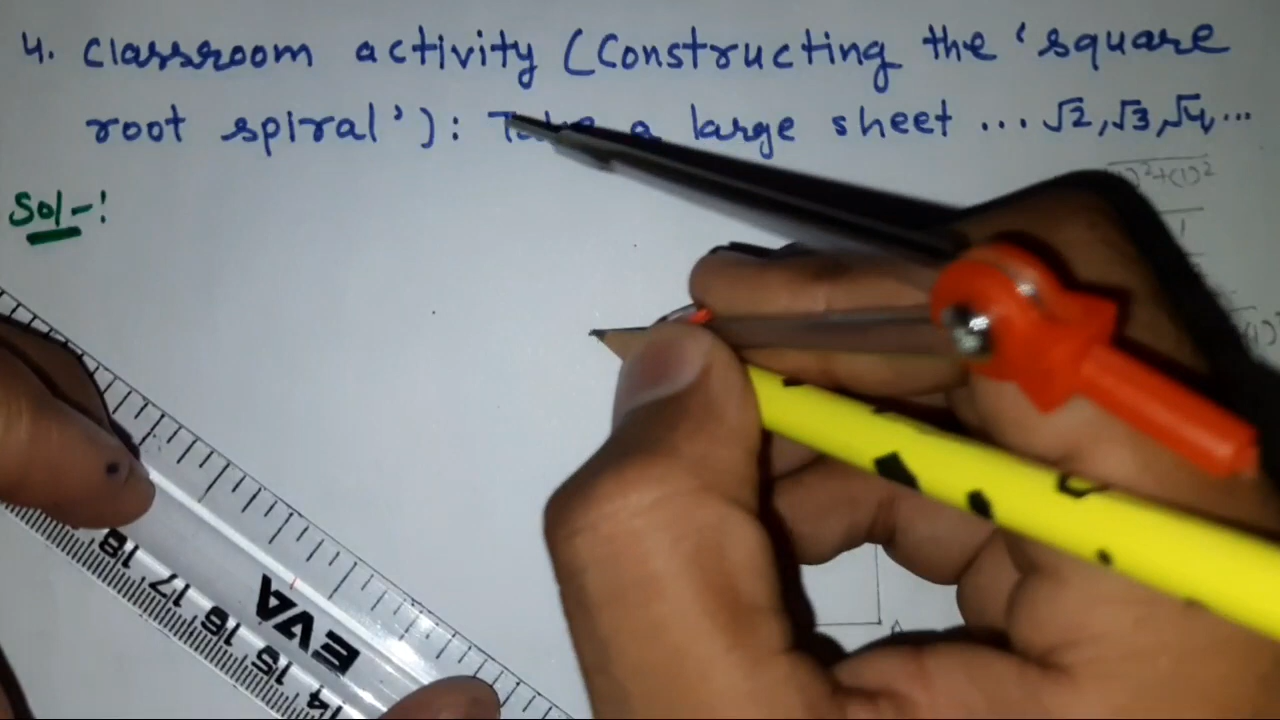 4. Classroom activity (Constructing the 'square
root spiral'): Take a large sheet ... √2, √3, √4, ...
Sol-:
18 17 16 15 14
EVA